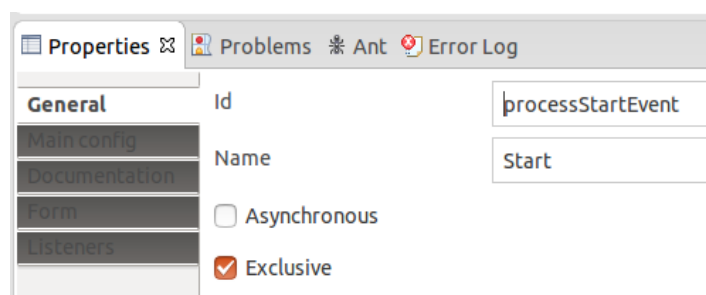 Properties Problems Ant Error Log
General
Main config
Documentation
Form
Listeners
Id processStartEvent
Name Start
Asynchronous
Exclusive